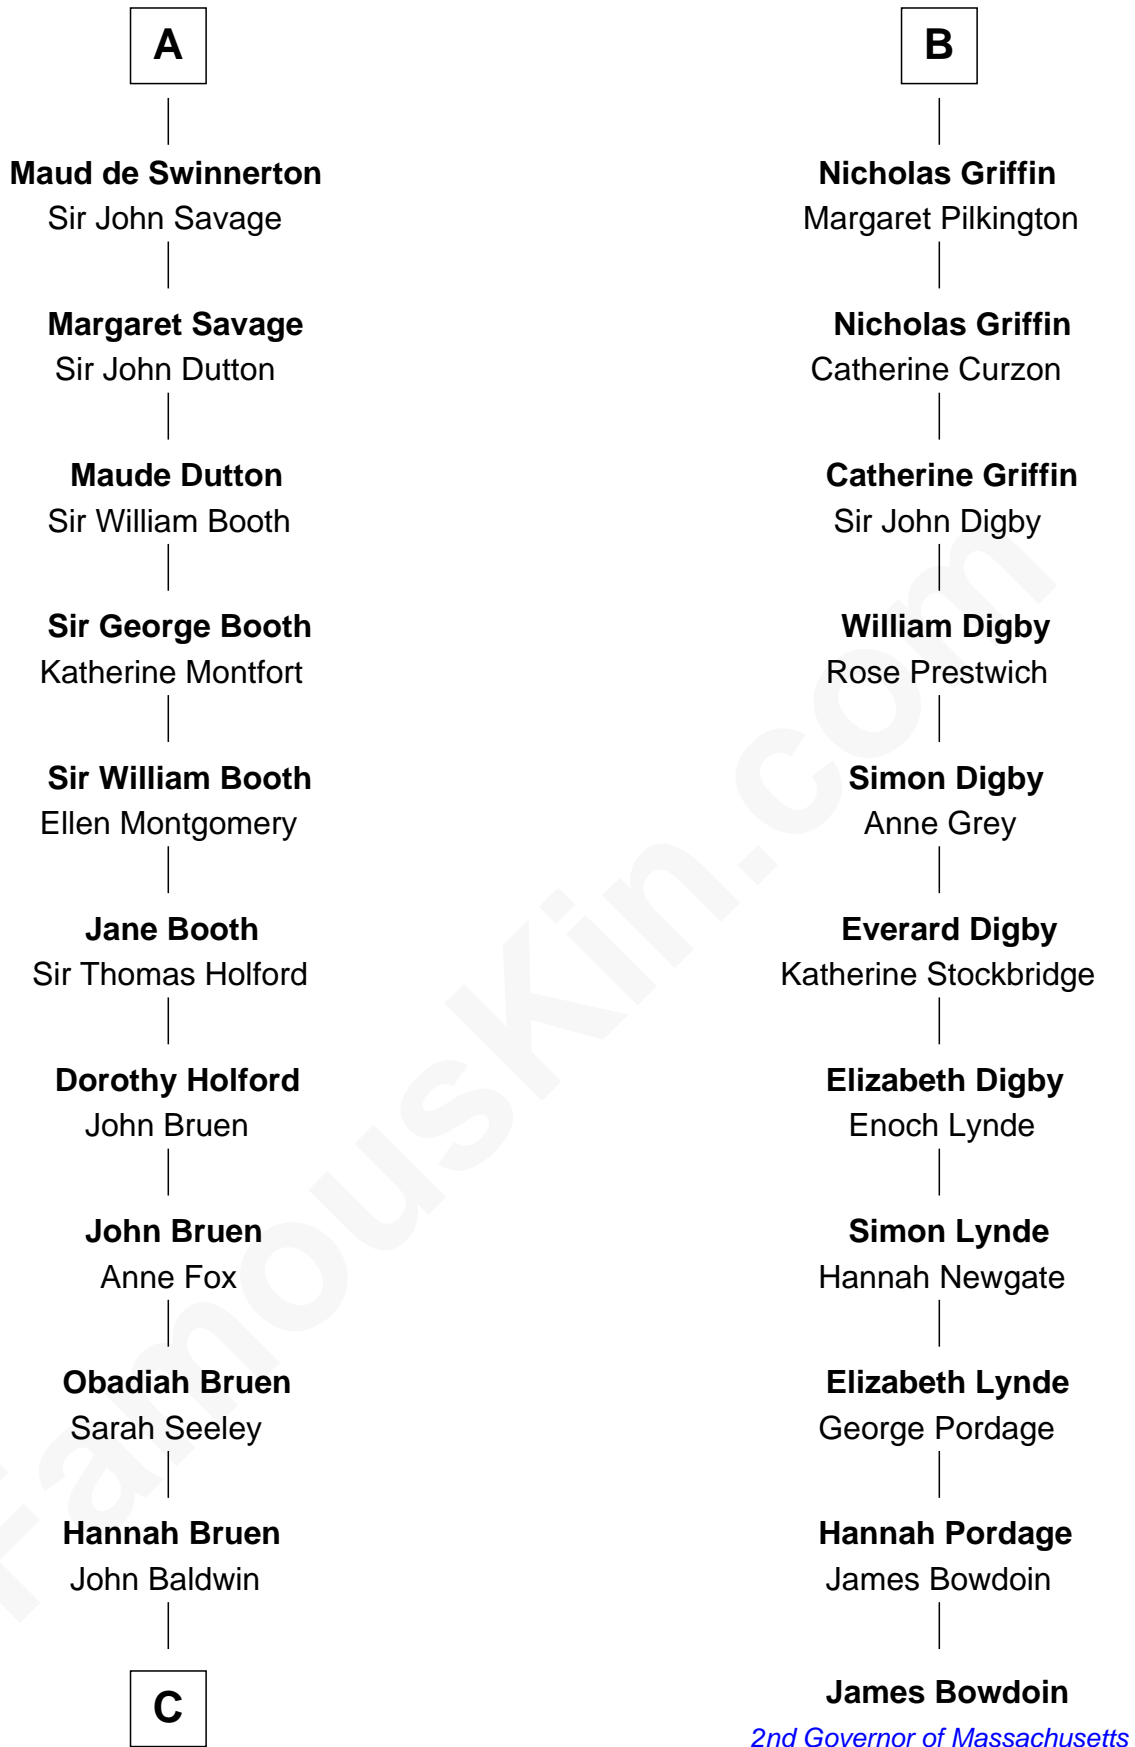 A
Maud de Swinnerton
Sir John Savage
Margaret Savage
Sir John Dutton
Maude Dutton
Sir William Booth
Sir George Booth
Katherine Montfort
Sir William Booth
Ellen Montgomery
Jane Booth
Sir Thomas Holford
Dorothy Holford
John Bruen
John Bruen
Anne Fox
Obadiah Bruen
Sarah Seeley
Hannah Bruen
John Baldwin
C
B
Nicholas Griffin
Margaret Pilkington
Nicholas Griffin
Catherine Curzon
Catherine Griffin
Sir John Digby
William Digby
Rose Prestwich
Simon Digby
Anne Grey
Everard Digby
Katherine Stockbridge
Elizabeth Digby
Enoch Lynde
Simon Lynde
Hannah Newgate
Elizabeth Lynde
George Pordage
Hannah Pordage
James Bowdoin
James Bowdoin
2nd Governor of Massachusetts
FamousKin.com